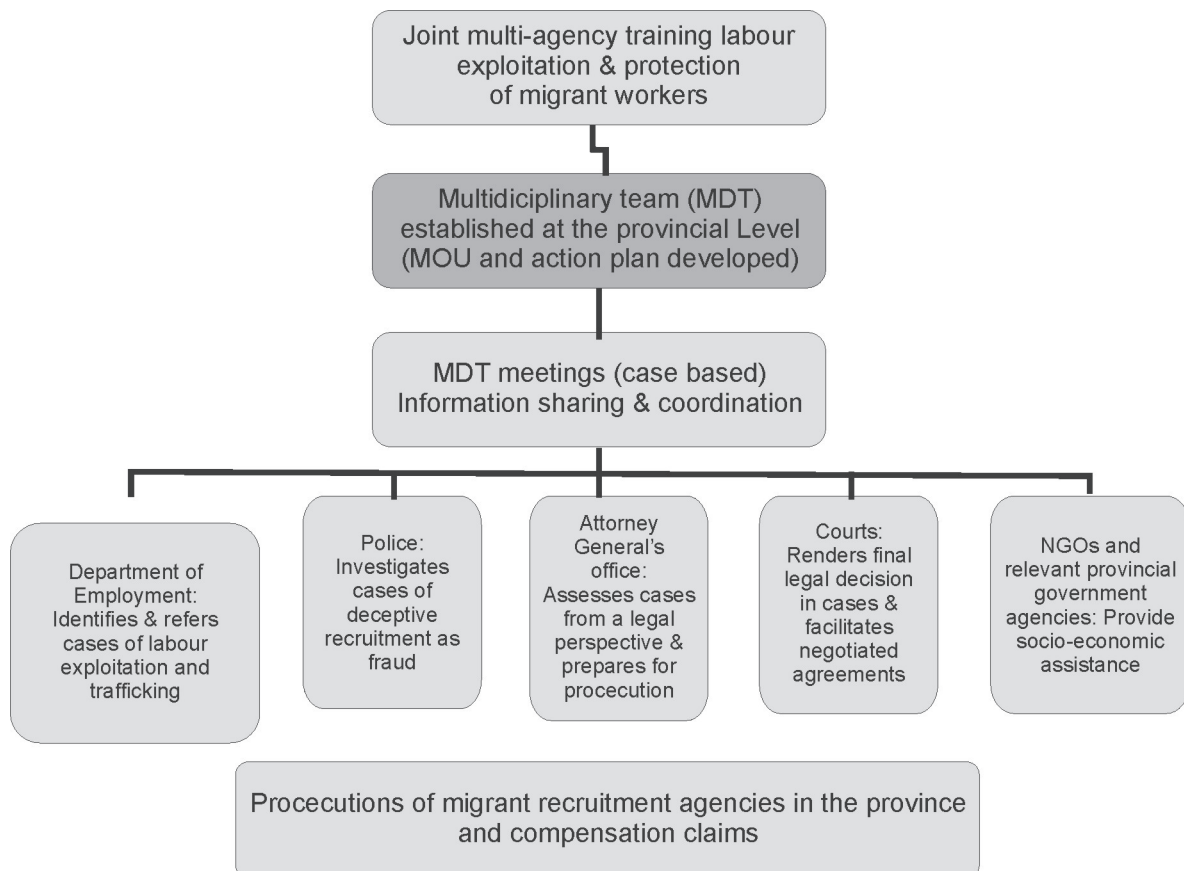 Joint multi-agency training labour
exploitation & protection
of migrant workers
Multidiciplinary team (MDT)
established at the provincial Level
(MOU and action plan developed)
MDT meetings (case based)
Information sharing & coordination
Department of
Employment:
Identifies & refers
cases of labour
exploitation and
trafficking
Police:
Investigates
cases of
deceptive
recruitment as
fraud
Attorney
General's
office:
Assesses cases
from a legal
perspective &
prepares for
procecution
Courts:
Renders final
legal decision
in cases &
facilitates
negotiated
agreements
NGOs and
relevant provincial
government
agencies: Provide
socio-economic
assistance
Procecutions of migrant recruitment agencies in the province
and compensation claims